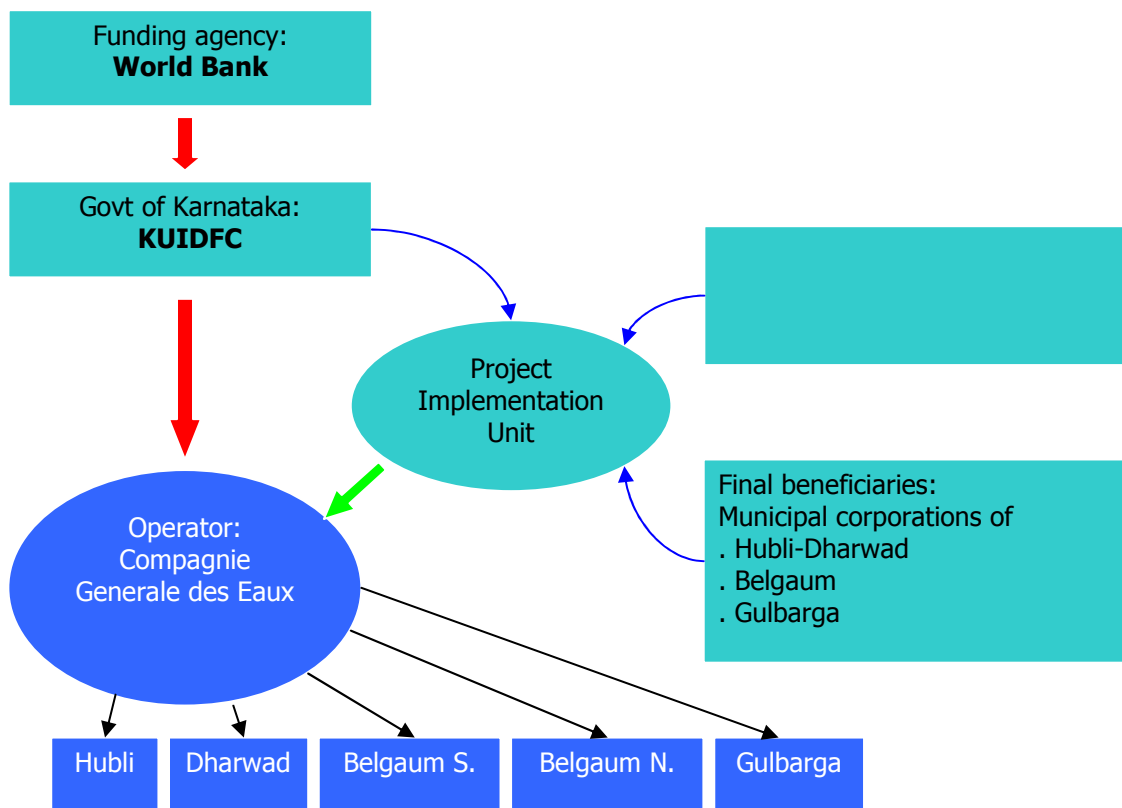 Funding agency:
World Bank
Govt of Karnataka:
KUIDFC
Project
Implementation
Unit
Final beneficiaries:
Municipal corporations of
. Hubli-Dharwad
. Belgaum
. Gulbarga
Operator:
Compagnie
Generale des Eaux
Hubli
Dharwad
Belgaum S.
Belgaum N.
Gulbarga